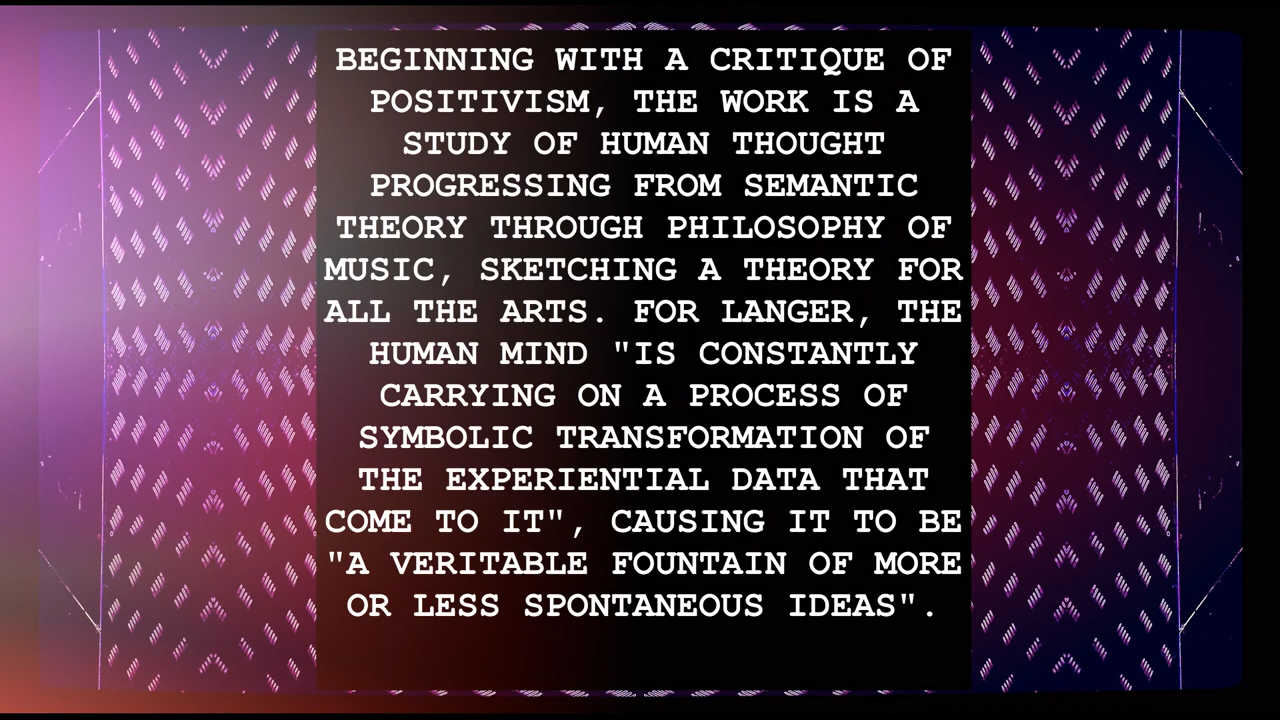 BEGINNING WITH A CRITIQUE OF
POSITIVISM, THE WORK IS A
STUDY OF HUMAN THOUGHT
PROGRESSING FROM SEMANTIC
THEORY THROUGH PHILOSOPHY OF
MUSIC, SKETCHING A THEORY FOR
ALL THE ARTS. FOR LANGER, THE
HUMAN MIND "IS CONSTANTLY
CARRYING ON A PROCESS OF
SYMBOLIC TRANSFORMATION OF
THE EXPERIENTIAL DATA THAT
COME TO IT", CAUSING IT TO BE
"A VERITABLE FOUNTAIN OF MORE
OR LESS SPONTANEOUS IDEAS".